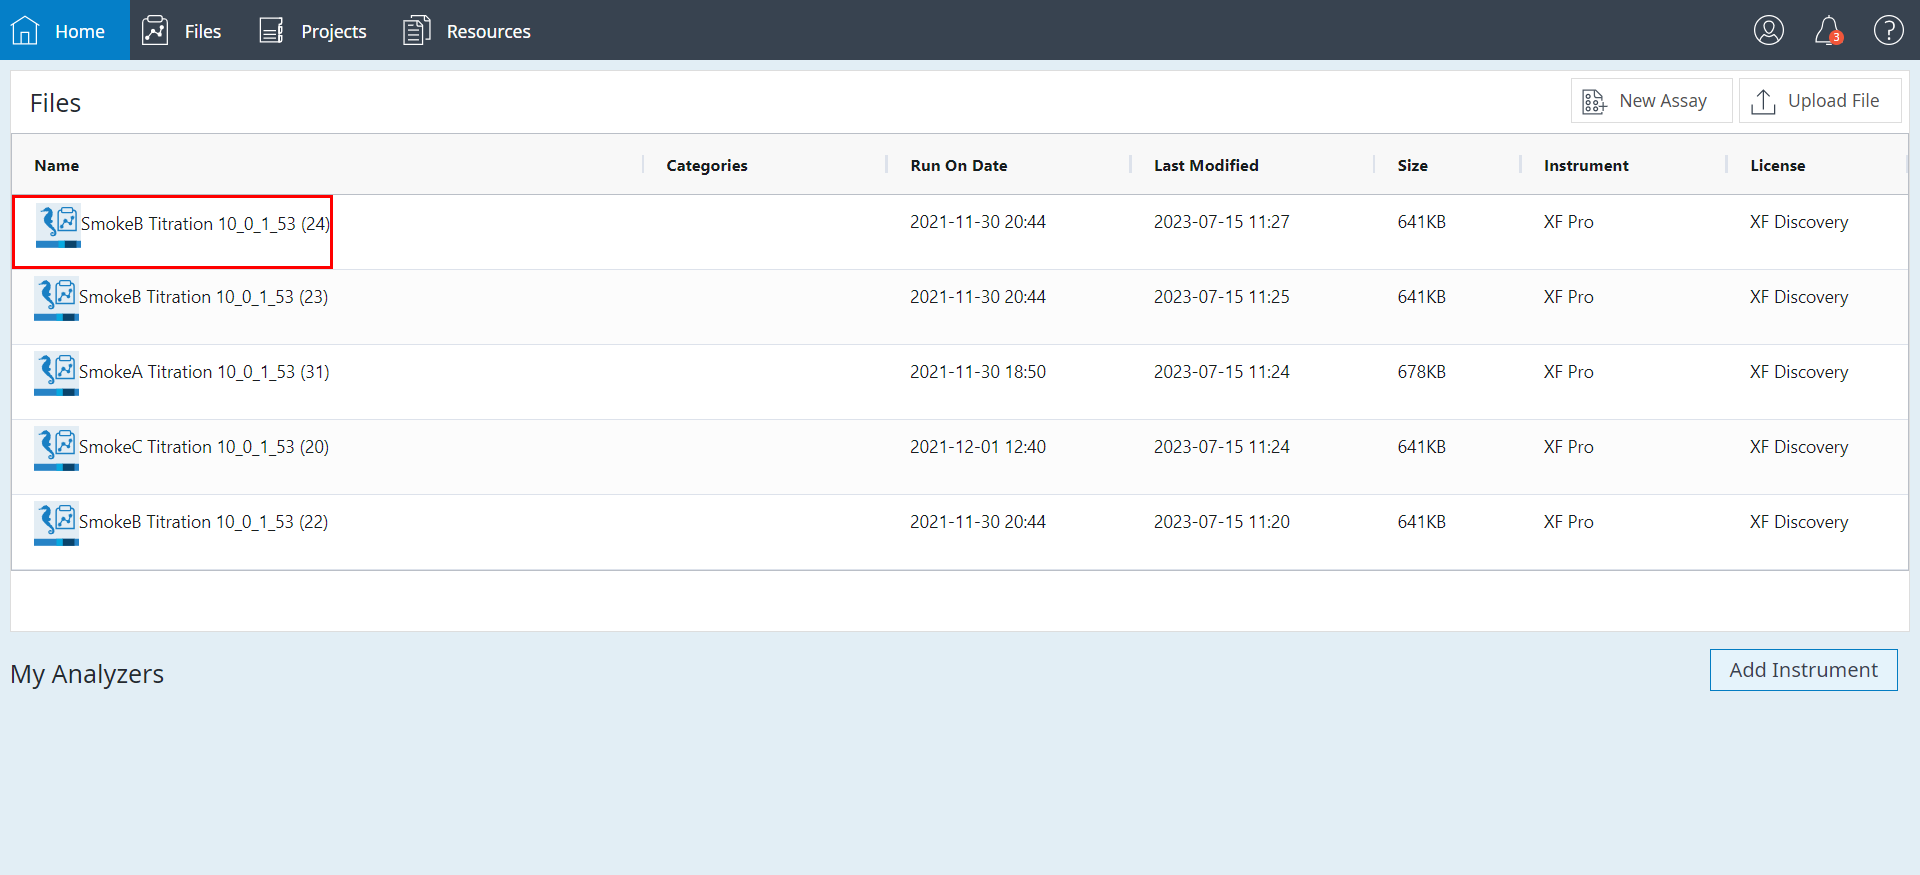 Home Files Projects Resources 3 ?
Files New Assay Upload File
Name Categories Run On Date Last Modified Size Instrument License
SmokeB Titration 10_0_1_53 (24) 2021-11-30 20:44 2023-07-15 11:27 641KB XF Pro XF Discovery
SmokeB Titration 10_0_1_53 (23) 2021-11-30 20:44 2023-07-15 11:25 641KB XF Pro XF Discovery
SmokeA Titration 10_0_1_53 (31) 2021-11-30 18:50 2023-07-15 11:24 678KB XF Pro XF Discovery
SmokeC Titration 10_0_1_53 (20) 2021-12-01 12:40 2023-07-15 11:24 641KB XF Pro XF Discovery
SmokeB Titration 10_0_1_53 (22) 2021-11-30 20:44 2023-07-15 11:20 641KB XF Pro XF Discovery
My Analyzers Add Instrument